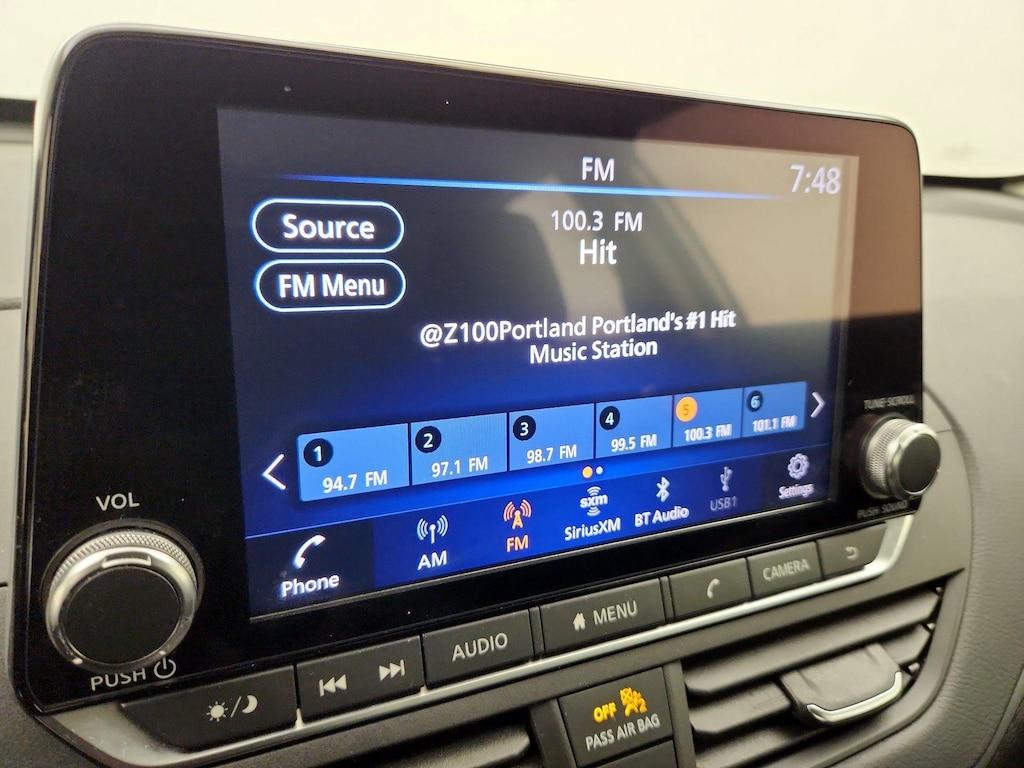 FM
7:48
Source
100.3 FM
Hit
FM Menu
@Z100Portland Portland's #1 Hit
Music Station
1 94.7 FM
2 97.1 FM
3 98.7 FM
4 99.5 FM
5 100.3 FM
6 101.1 FM
Phone
AM
FM
sxm
SiriusXM
BT Audio
USB1
Settings
VOL
PUSH
TUNE·SCROLL
PUSH SOUND
AUDIO
MENU
CAMERA
OFF
2
PASS AIR BAG